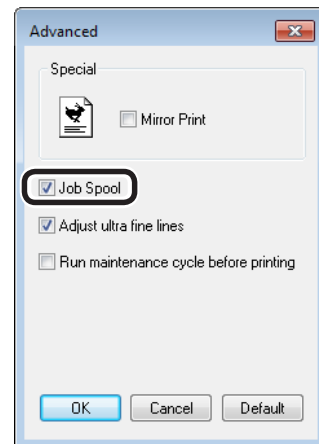 Advanced
Special
Mirror Print
Job Spool
Adjust ultra fine lines
Run maintenance cycle before printing
OK Cancel Default